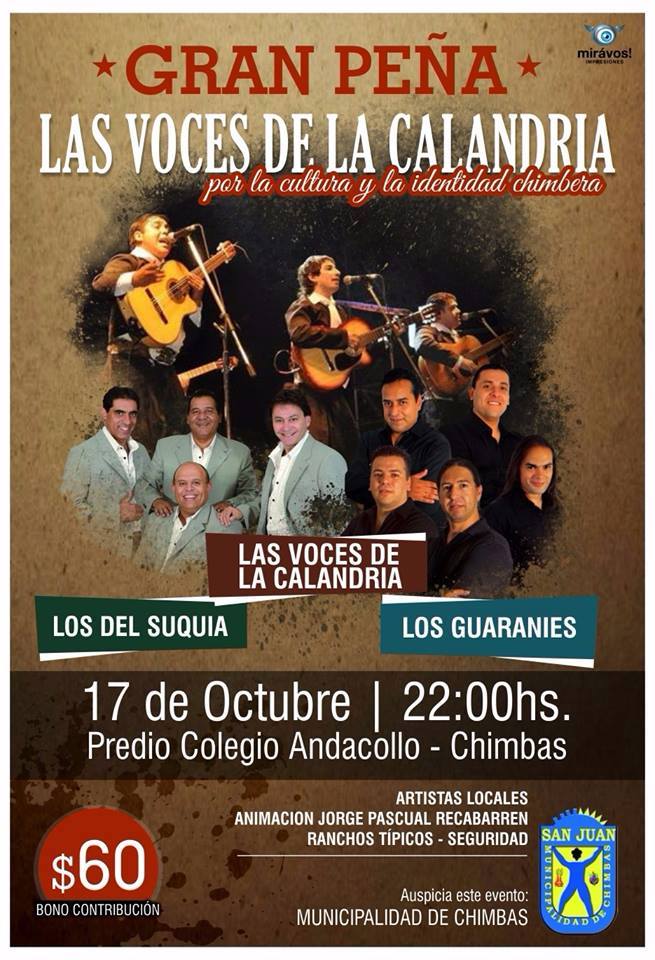 mirávos!
IMPRESIONES
GRAN PEÑA
LAS VOCES DE LA CALANDRIA
por la cultura y la identidad chimbera
LAS VOCES DE
LA CALANDRIA
LOS DEL SUQUIA
LOS GUARANIES
17 de Octubre | 22:00hs.
Predio Colegio Andacollo - Chimbas
ARTISTAS LOCALES
ANIMACION JORGE PASCUAL RECABARREN
RANCHOS TÍPICOS - SEGURIDAD
$60
BONO CONTRIBUCIÓN
Auspicia este evento:
MUNICIPALIDAD DE CHIMBAS
SAN JUAN
MUNICIPALIDAD DE CHIMBAS